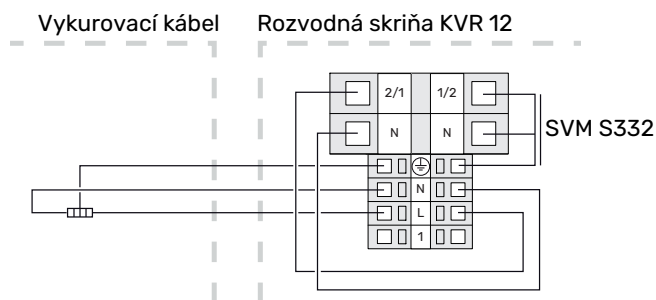 Vykurovací kábel
Rozvodná skriňa KVR 12
2/1
1/2
N
N
SVM S332
N
L
1